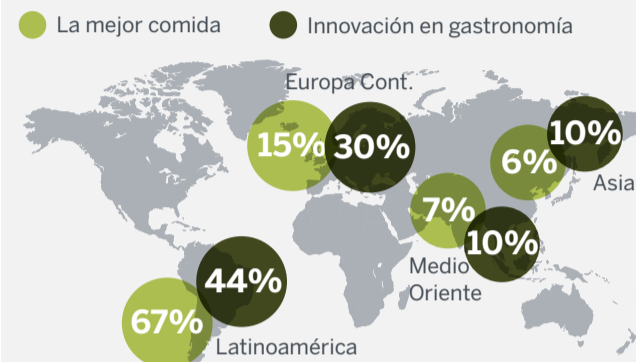 La mejor comida
Innovación en gastronomía
Europa Cont.
15%
30%
10%
6%
Asia
7%
10%
Medio
Oriente
44%
67%
Latinoamérica